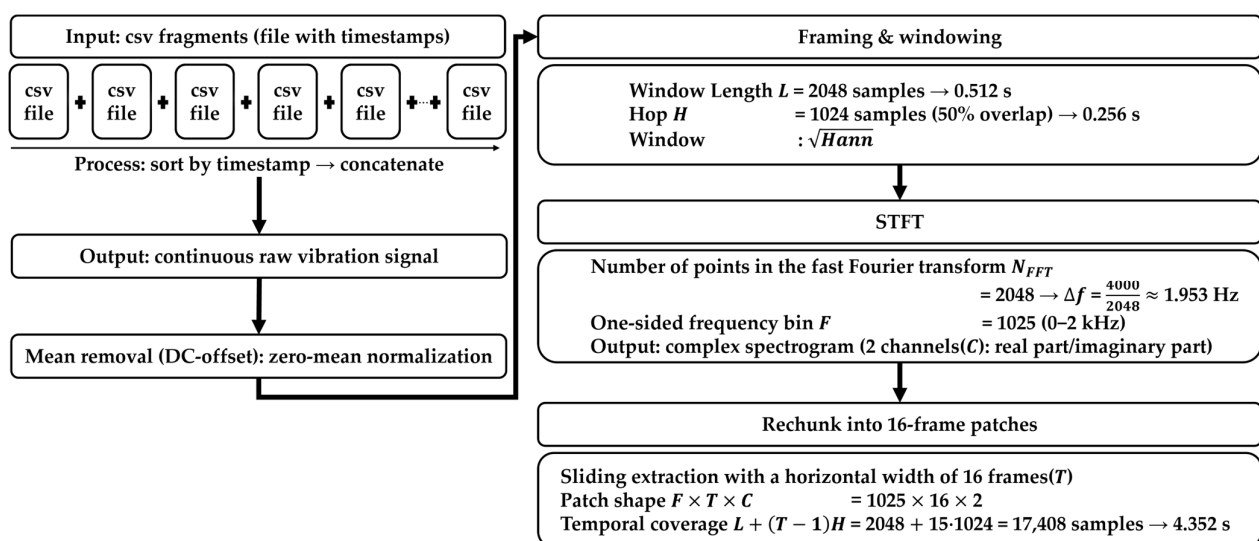 Input: csv fragments (file with timestamps)
csv file
csv file
csv file
csv file
csv file
csv file
Process: sort by timestamp → concatenate
Output: continuous raw vibration signal
Mean removal (DC-offset): zero-mean normalization
Framing & windowing
Window Length L = 2048 samples → 0.512 s
Hop H = 1024 samples (50% overlap) → 0.256 s
Window : √Hann
STFT
Number of points in the fast Fourier transform N_FFT
= 2048 → Δf = 4000/2048 ≈ 1.953 Hz
One-sided frequency bin F = 1025 (0–2 kHz)
Output: complex spectrogram (2 channels(C): real part/imaginary part)
Rechunk into 16-frame patches
Sliding extraction with a horizontal width of 16 frames(T)
Patch shape F × T × C = 1025 × 16 × 2
Temporal coverage L + (T − 1)H = 2048 + 15·1024 = 17,408 samples → 4.352 s